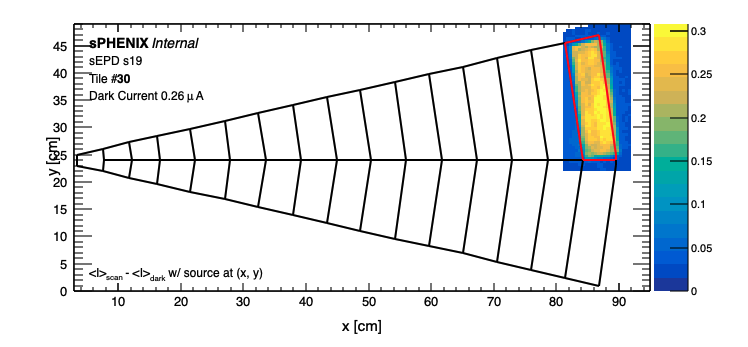 sPHENIX Internal
sEPD s19
Tile #30
Dark Current 0.26 μA
<I>scan - <I>dark w/ source at (x, y)
y [cm]
45
40
35
30
25
20
15
10
5
0
10 20 30 40 50 60 70 80 90
x [cm]
0.3
0.25
0.2
0.15
0.1
0.05
0